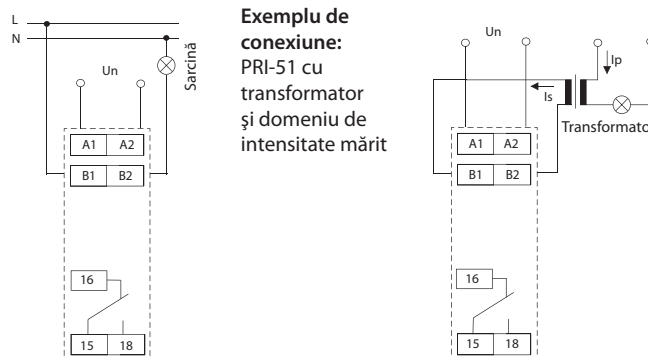 L
N
Un
Sarcină
A1 A2
B1 B2
16
15 18
Exemplu de
conexiune:
PRI-51 cu
transformator
şi domeniu de
intensitate mărit
Un
Ip
Is
Transformato
A1 A2
B1 B2
16
15 18